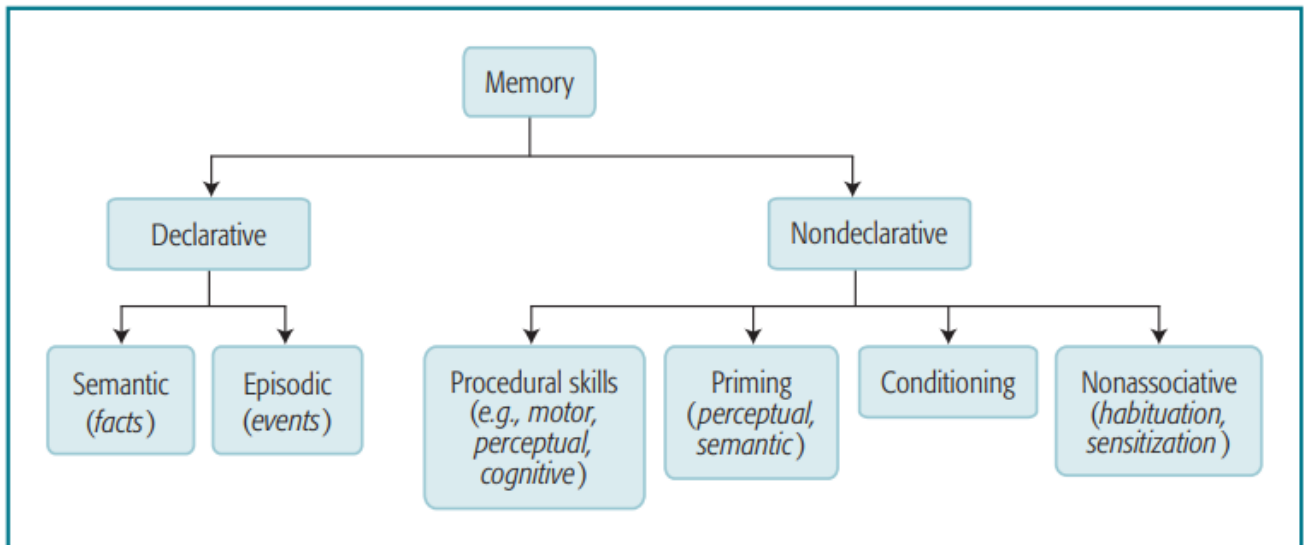 Memory
Declarative
Nondeclarative
Semantic
(facts)
Episodic
(events)
Procedural skills
(e.g., motor,
perceptual,
cognitive)
Priming
(perceptual,
semantic)
Conditioning
Nonassociative
(habituation,
sensitization)